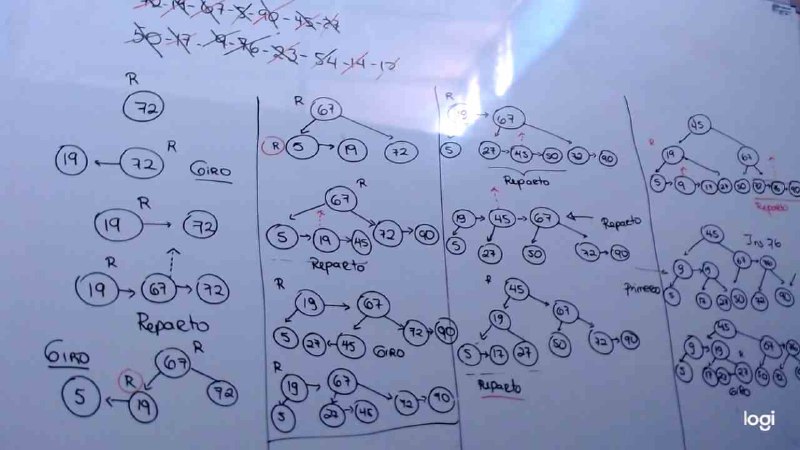 72-19-67-5-90-45-27
50-17-9-76-23-54-14-12
R
72
19 72 R GIRO
R
19 72
R
19 67 72
Reparto
GIRO R
67
R
5 19 72
R 67
R 5 19 72
R
67
5 19 45 72 90
Reparto
R
19 67
5 27 45 72 90
GIRO
R
19 67
5 27 45 72 90
R
19 67
5 27 45 50 72 90
Reparto
19 45 67 Reparto
5 27 50 72 90
R
45
19 67
5 17 27 50 72 90
Reparto
45
R
19 67
5 9 17 27 50 72 76 90
Reparto
45 Ins 76
9 19 67 76
primero
5 17 27 50 72 90
45
9 19 67
R
5 17 27 50
GIRO
logi